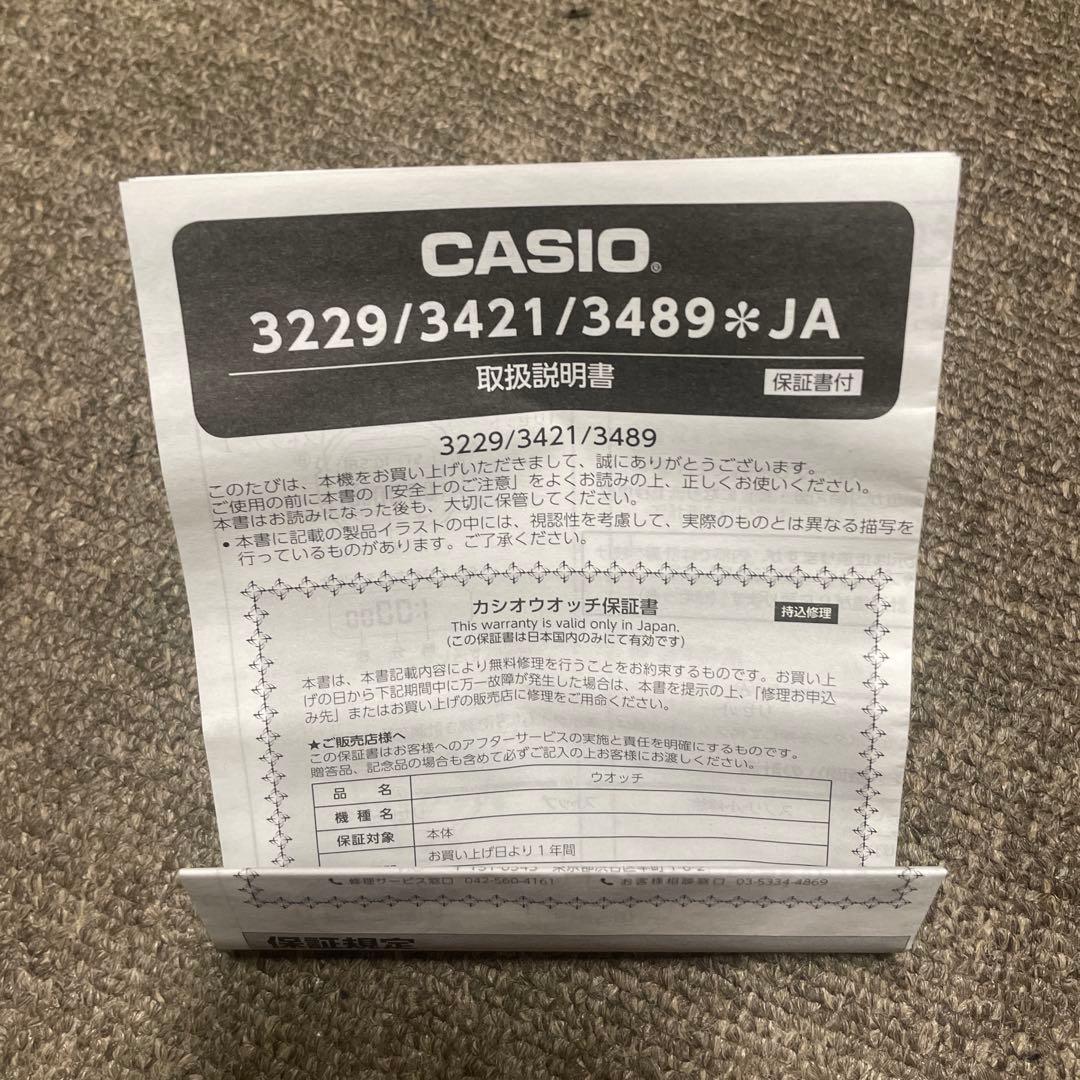 CASIO®
3229/3421/3489＊JA
取扱説明書
保証書付
3229/3421/3489
このたびは、本機をお買い上げいただきまして、誠にありがとうございます。
ご使用の前に本書の「安全上のご注意」をよくお読みの上、正しくお使いください。
本書はお読みになった後も、大切に保管してください。
• 本書に記載の製品イラストの中には、視認性を考慮して、実際のものとは異なる描写を
行っているものがあります。ご了承ください。
カシオウオッチ保証書
持込修理
This warranty is valid only in Japan.
(この保証書は日本国内のみにて有効です)
本書は、本書記載内容により無料修理を行うことをお約束するものです。お買い上
げの日から下記期間中に万一故障が発生した場合は、本書を提示の上、「修理お申込
み先」またはお買い上げの販売店に修理をご用命ください。
★ご販売店様へ
この保証書はお客様へのアフターサービスの実施と責任を明確にするものです。
贈答品、記念品の場合も含めて必ずご記入の上お客様にお渡しください。
品名 ウオッチ
機種名
保証対象 本体
お買い上げ日より1年間
修理サービス窓口 042-560-4161 お客様相談窓口 03-5334-4869
保証規定